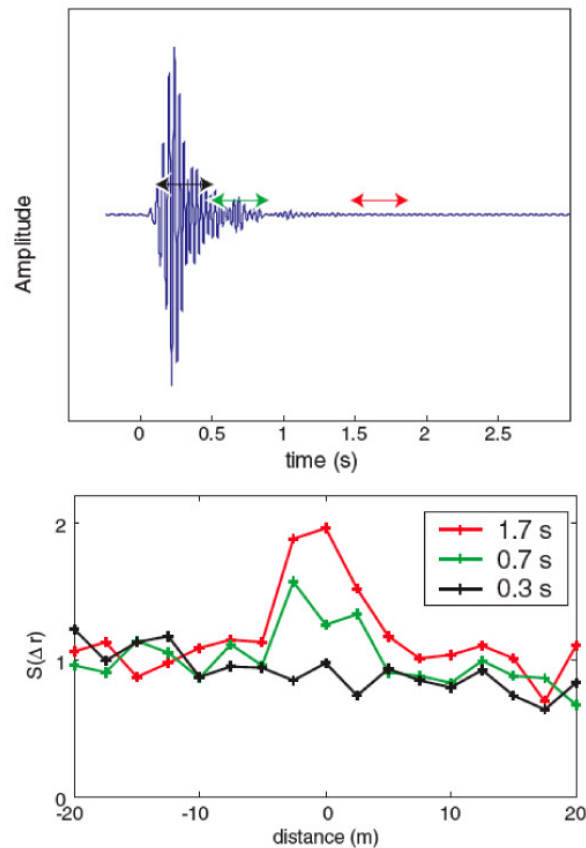 Amplitude
0 0.5 1 1.5 2 2.5
time (s)
2
1
0
S(Δ r)
1.7 s
0.7 s
0.3 s
-20 -10 0 10 20
distance (m)